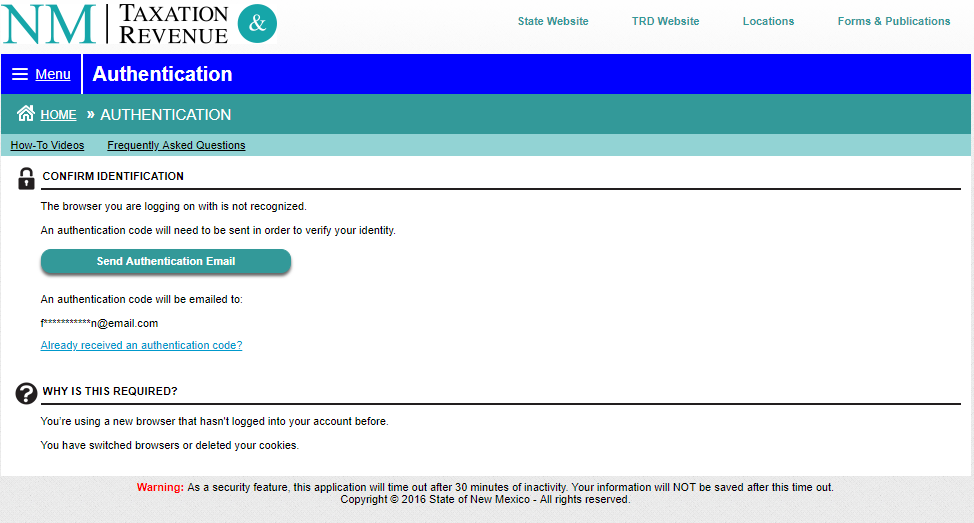 NM TAXATION & REVENUE
State Website TRD Website Locations Forms & Publications
Menu Authentication
HOME » AUTHENTICATION
How-To Videos Frequently Asked Questions
CONFIRM IDENTIFICATION
The browser you are logging on with is not recognized.
An authentication code will need to be sent in order to verify your identity.
Send Authentication Email
An authentication code will be emailed to:
f***********n@email.com
Already received an authentication code?
? WHY IS THIS REQUIRED?
You're using a new browser that hasn't logged into your account before.
You have switched browsers or deleted your cookies.
Warning: As a security feature, this application will time out after 30 minutes of inactivity. Your information will NOT be saved after this time out.
Copyright © 2016 State of New Mexico - All rights reserved.